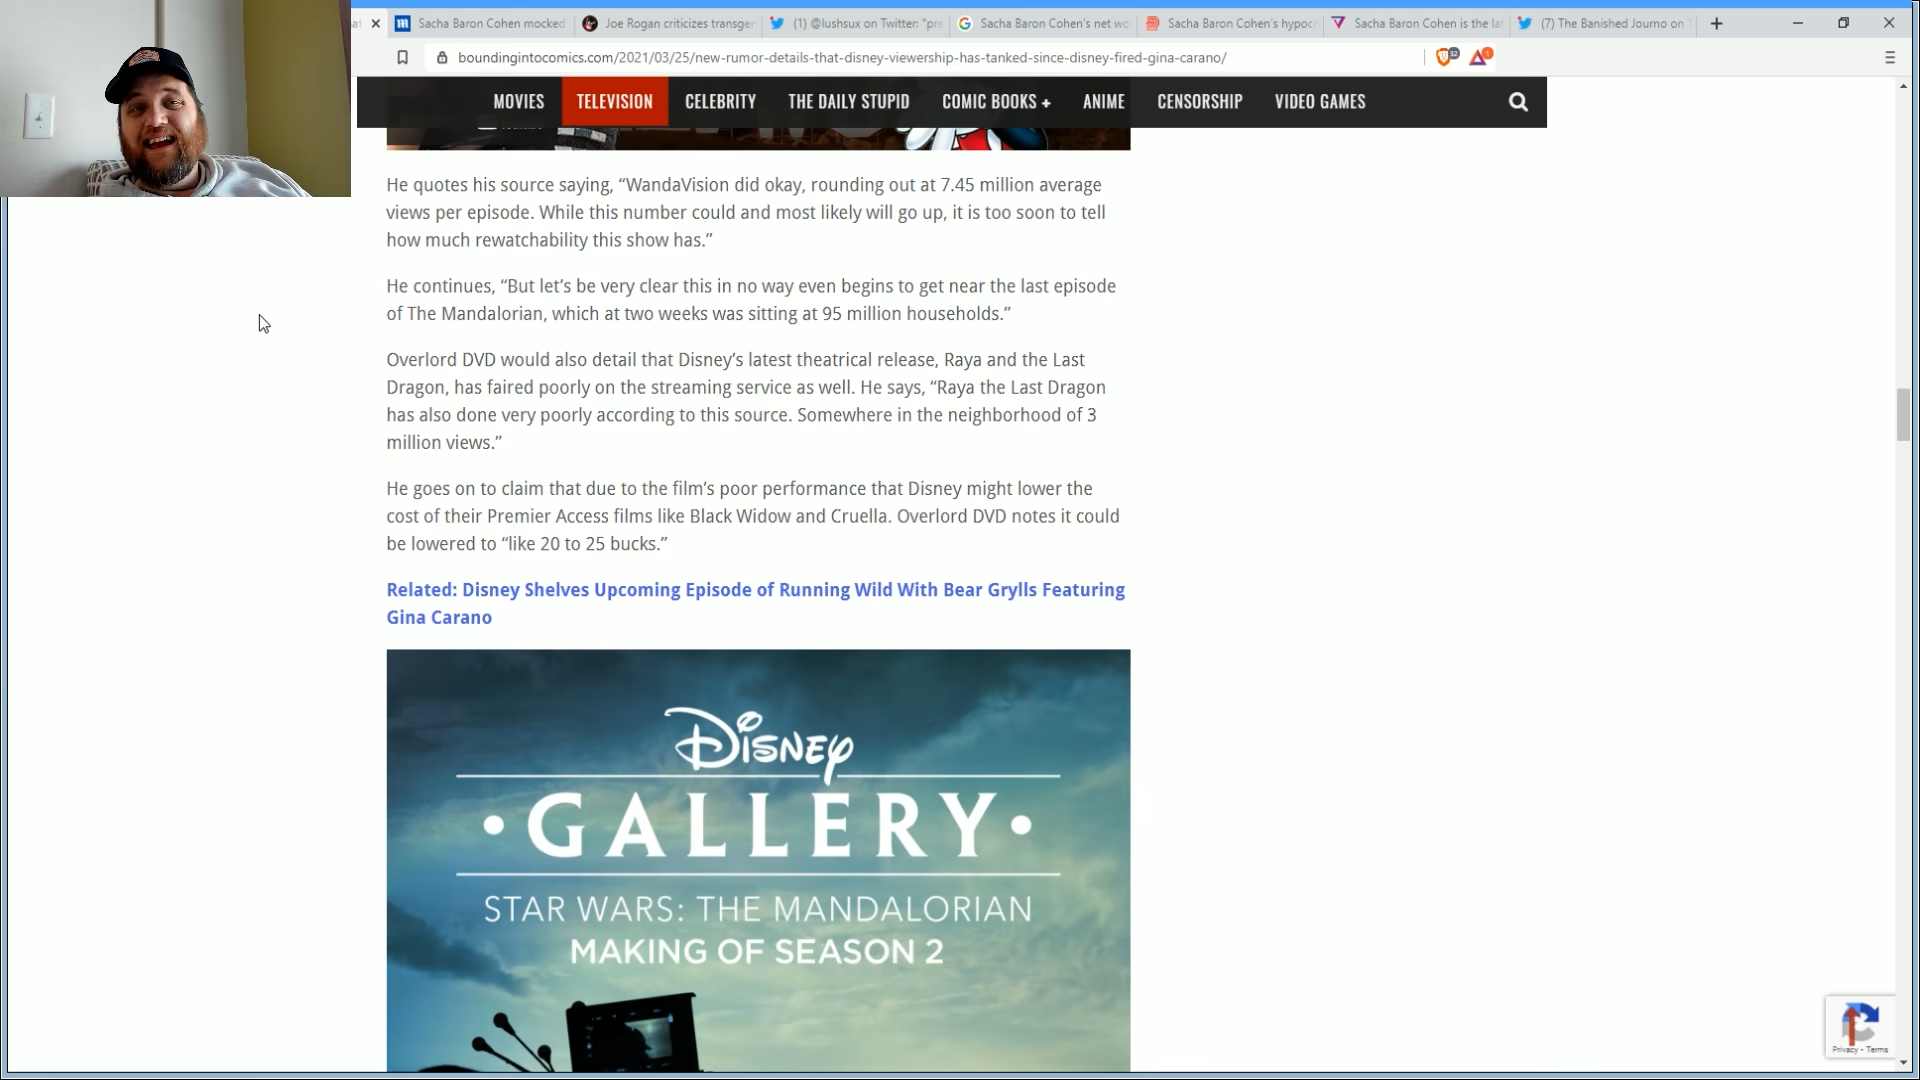 Sacha Baron Cohen mocked
Joe Rogan criticizes transgen
(1) @lushsux on Twitter: "pre
Sacha Baron Cohen's net wo
Sacha Baron Cohen's hypoc
Sacha Baron Cohen is the la
(7) The Banished Journo on
boundingintocomics.com/2021/03/25/new-rumor-details-that-disney-viewership-has-tanked-since-disney-fired-gina-carano/
MOVIES
TELEVISION
CELEBRITY
THE DAILY STUPID
COMIC BOOKS +
ANIME
CENSORSHIP
VIDEO GAMES
He quotes his source saying, “WandaVision did okay, rounding out at 7.45 million average
views per episode. While this number could and most likely will go up, it is too soon to tell
how much rewatchability this show has.”
He continues, “But let’s be very clear this in no way even begins to get near the last episode
of The Mandalorian, which at two weeks was sitting at 95 million households.”
Overlord DVD would also detail that Disney’s latest theatrical release, Raya and the Last
Dragon, has faired poorly on the streaming service as well. He says, “Raya the Last Dragon
has also done very poorly according to this source. Somewhere in the neighborhood of 3
million views.”
He goes on to claim that due to the film’s poor performance that Disney might lower the
cost of their Premier Access films like Black Widow and Cruella. Overlord DVD notes it could
be lowered to “like 20 to 25 bucks.”
Related: Disney Shelves Upcoming Episode of Running Wild With Bear Grylls Featuring
Gina Carano
Disney
• GALLERY •
STAR WARS: THE MANDALORIAN
MAKING OF SEASON 2
Privacy - Terms